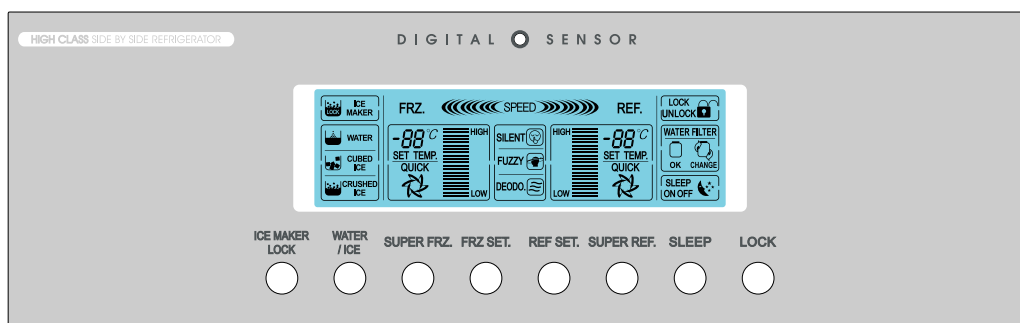 HIGH CLASS SIDE BY SIDE REFRIGERATOR
DIGITAL SENSOR
LOCK
ICE
MAKER
WATER
CUBED
ICE
CRUSHED
ICE
FRZ. SPEED REF.
-88°C
SET TEMP.
QUICK
HIGH
LOW
SILENT
FUZZY
DEODO.
HIGH
LOW
-88°C
SET TEMP.
QUICK
LOCK
UNLOCK
WATER FILTER
OK CHANGE
SLEEP
ON OFF
ICE MAKER
LOCK
WATER
/ ICE
SUPER FRZ.
FRZ SET.
REF SET.
SUPER REF.
SLEEP
LOCK